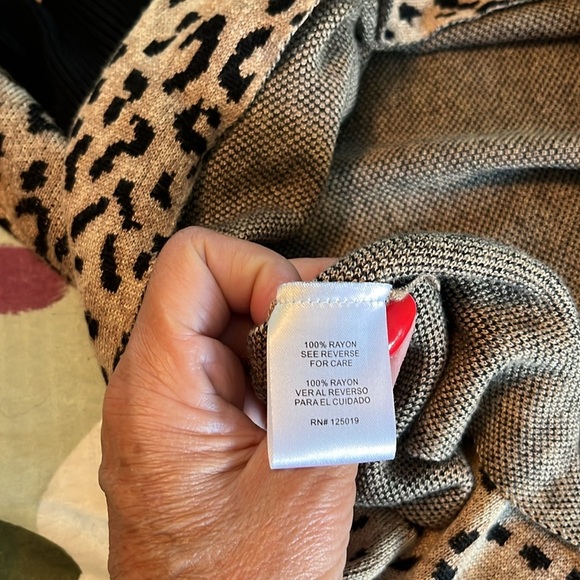 100% RAYON
SEE REVERSE
FOR CARE
100% RAYON
VER AL REVERSO
PARA EL CUIDADO
RN# 125019